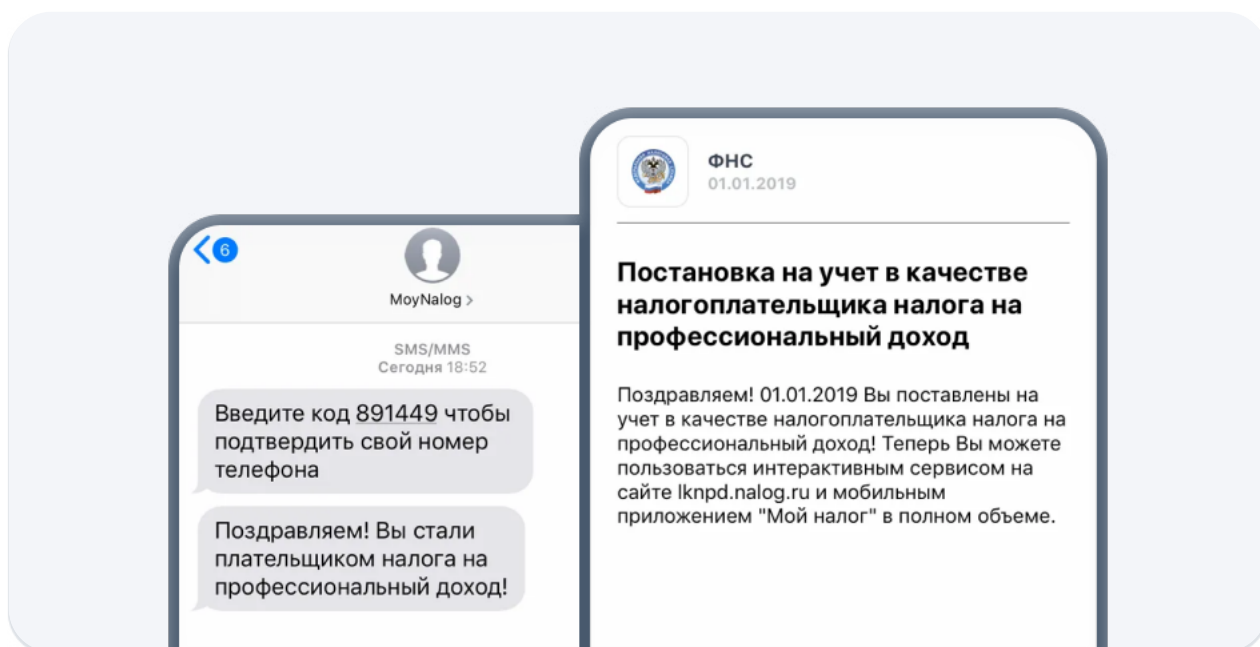 6
MoyNalog >
SMS/MMS
Сегодня 18:52
Введите код 891449 чтобы
подтвердить свой номер
телефона
Поздравляем! Вы стали
плательщиком налога на
профессиональный доход!
ФНС
01.01.2019
Постановка на учет в качестве
налогоплательщика налога на
профессиональный доход
Поздравляем! 01.01.2019 Вы поставлены на
учет в качестве налогоплательщика налога на
профессиональный доход! Теперь Вы можете
пользоваться интерактивным сервисом на
сайте lknpd.nalog.ru и мобильным
приложением "Мой налог" в полном объеме.